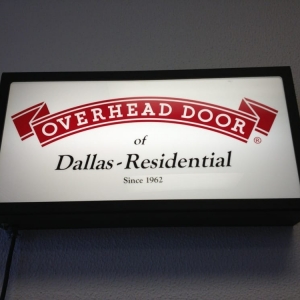 OVERHEAD DOOR®
of
Dallas-Residential
Since 1962